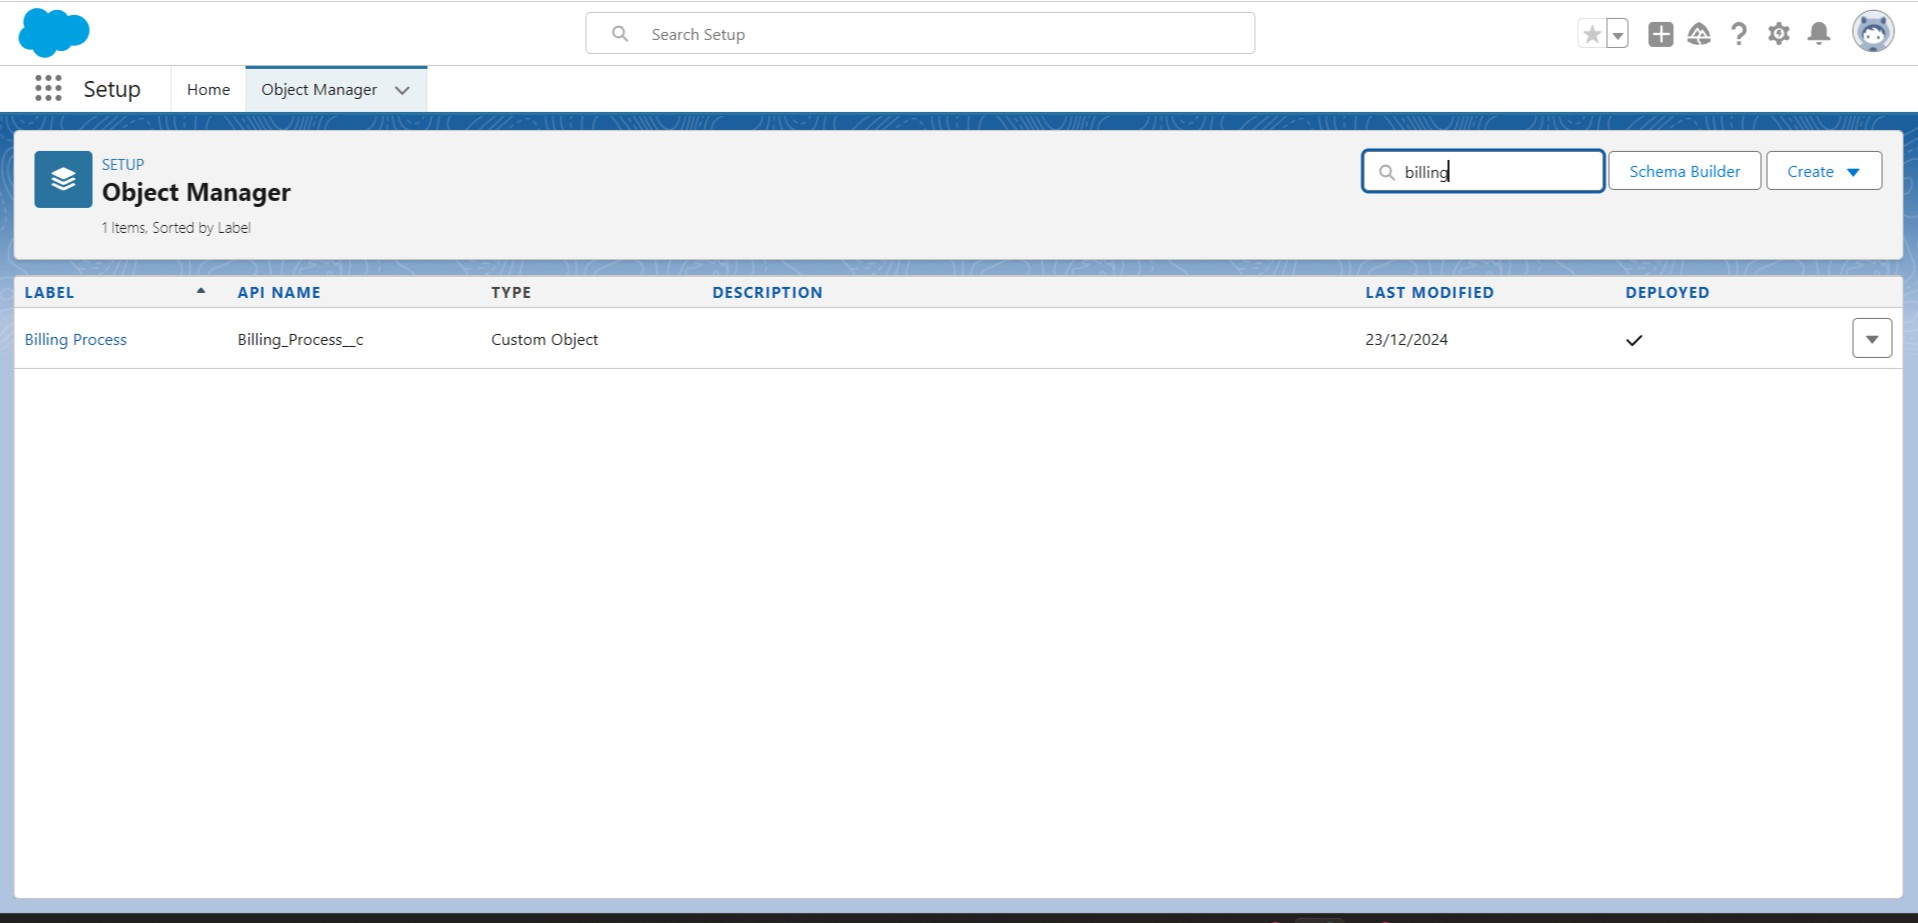 Search Setup
Setup
Home
Object Manager
SETUP
Object Manager
1 Items, Sorted by Label
billing
Schema Builder
Create
LABEL API NAME TYPE DESCRIPTION LAST MODIFIED DEPLOYED
Billing Process Billing_Process__c Custom Object 23/12/2024